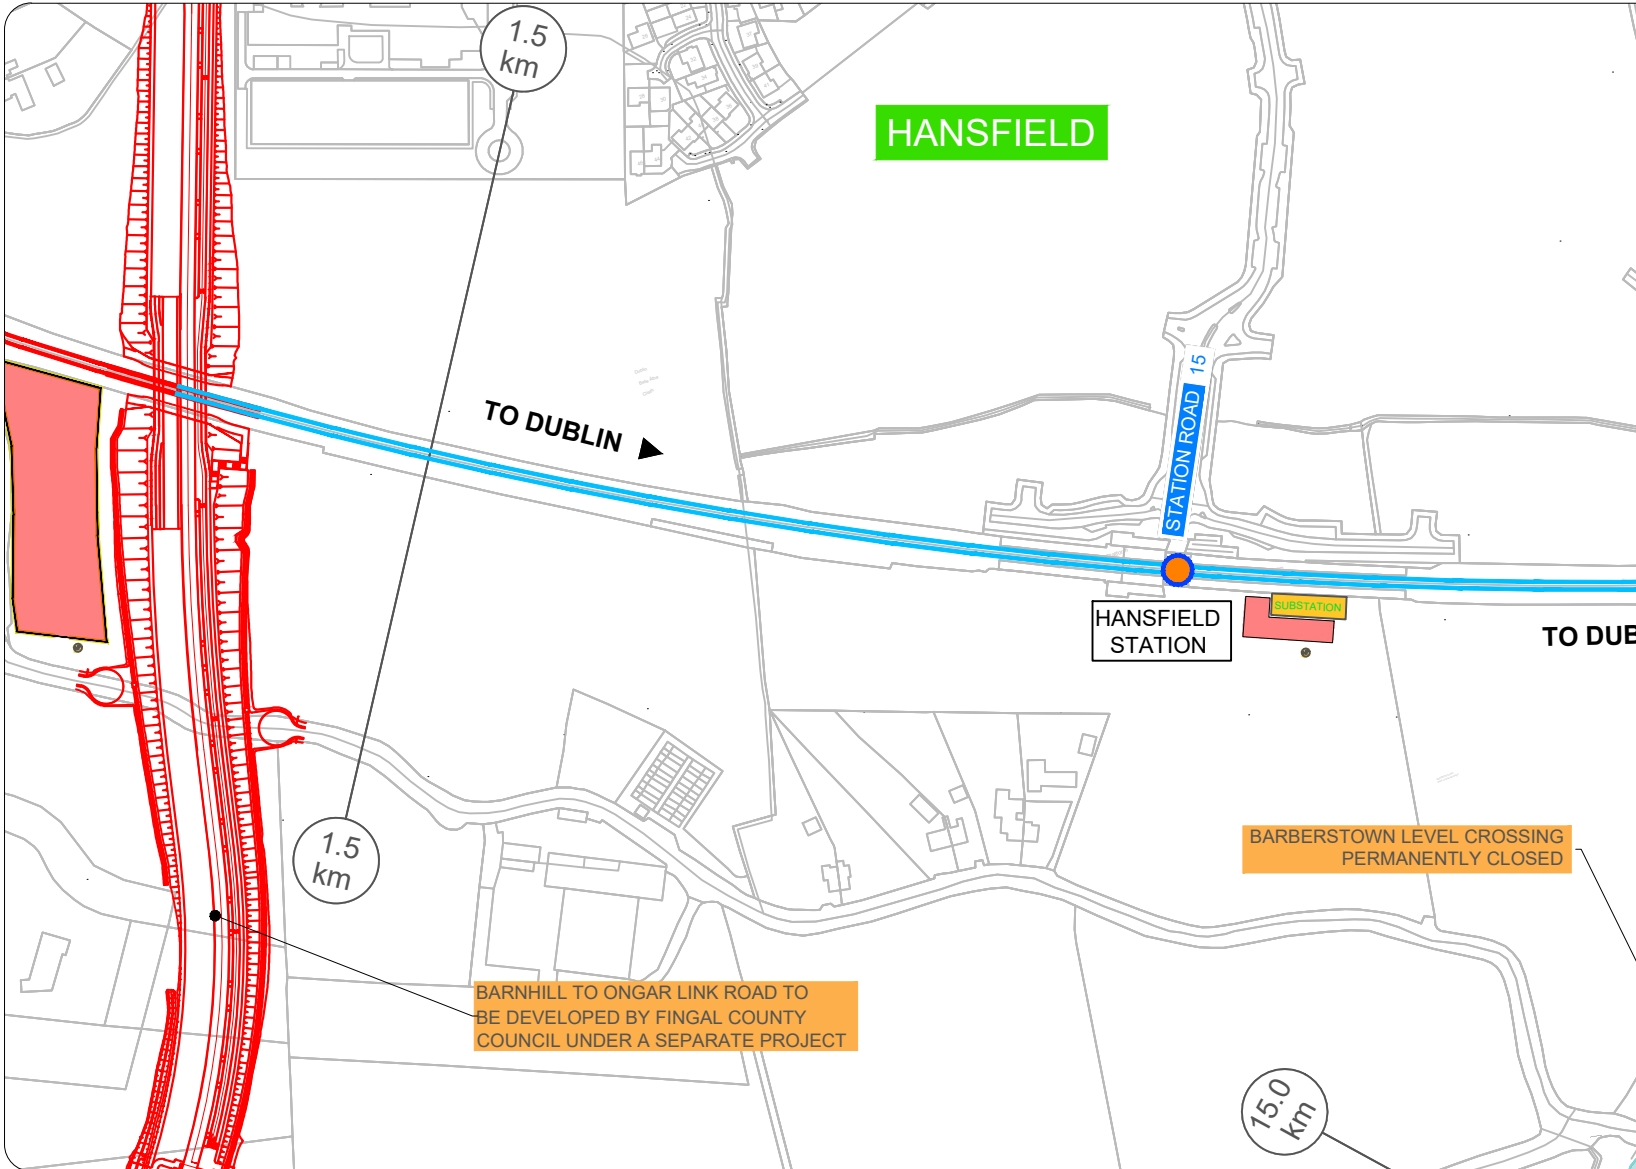 1.5
km
HANSFIELD
TO DUBLIN
STATION ROAD 15
HANSFIELD
STATION
SUBSTATION
TO DUB
1.5
km
BARBERSTOWN LEVEL CROSSING
PERMANENTLY CLOSED
BARNHILL TO ONGAR LINK ROAD TO
BE DEVELOPED BY FINGAL COUNTY
COUNCIL UNDER A SEPARATE PROJECT
15.0
km